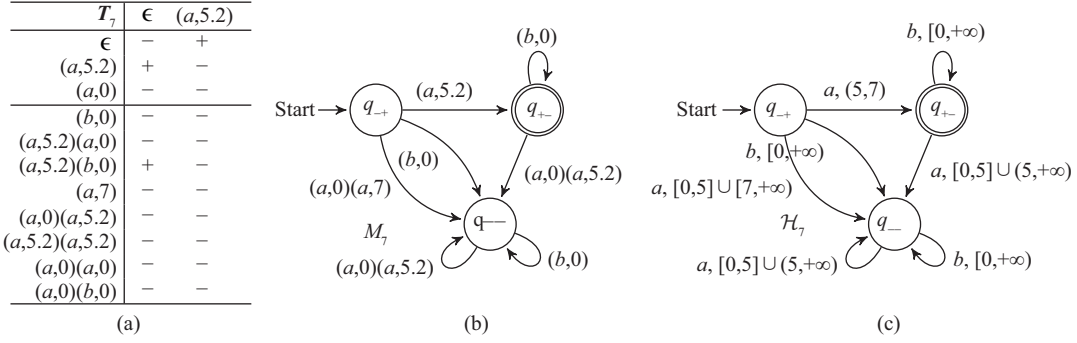 T₇ ϵ (a,5.2)
ϵ − +
(a,5.2) + −
(a,0) − −
(b,0) − −
(a,5.2)(a,0) − −
(a,5.2)(b,0) + −
(a,7) − −
(a,0)(a,5.2) − −
(a,5.2)(a,5.2) − −
(a,0)(a,0) − −
(a,0)(b,0) − −
(a)
(b,0)
(a,5.2)
Start
q₋₊
q₊₋
(b,0)
(a,0)(a,5.2)
(a,0)(a,7)
q−−
M₇
(a,0)(a,5.2)
(b,0)
(b)
b, [0,+∞)
a, (5,7)
Start
q₋₊
q₊₋
b, [0,+∞)
a, [0,5]∪(5,+∞)
a, [0,5]∪[7,+∞)
q₋₋
ℋ₇
a, [0,5]∪(5,+∞)
b, [0,+∞)
(c)